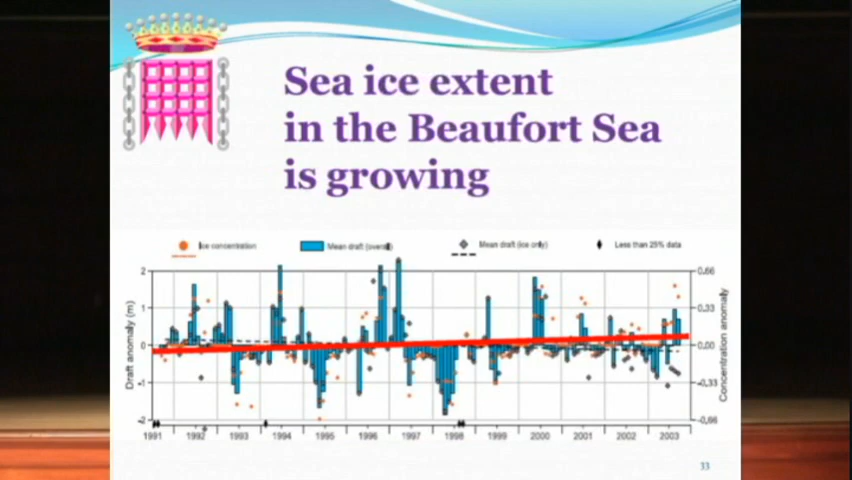 Sea ice extent
in the Beaufort Sea
is growing
Ice concentration
Mean draft (overall)
Mean draft (ice only)
Less than 25% data
Draft anomaly (m)
2
1
0
-1
-2
0.66
0.33
0.00
-0.33
-0.66
Concentration anomaly
1991 1992 1993 1994 1995 1996 1997 1998 1999 2000 2001 2002 2003
33